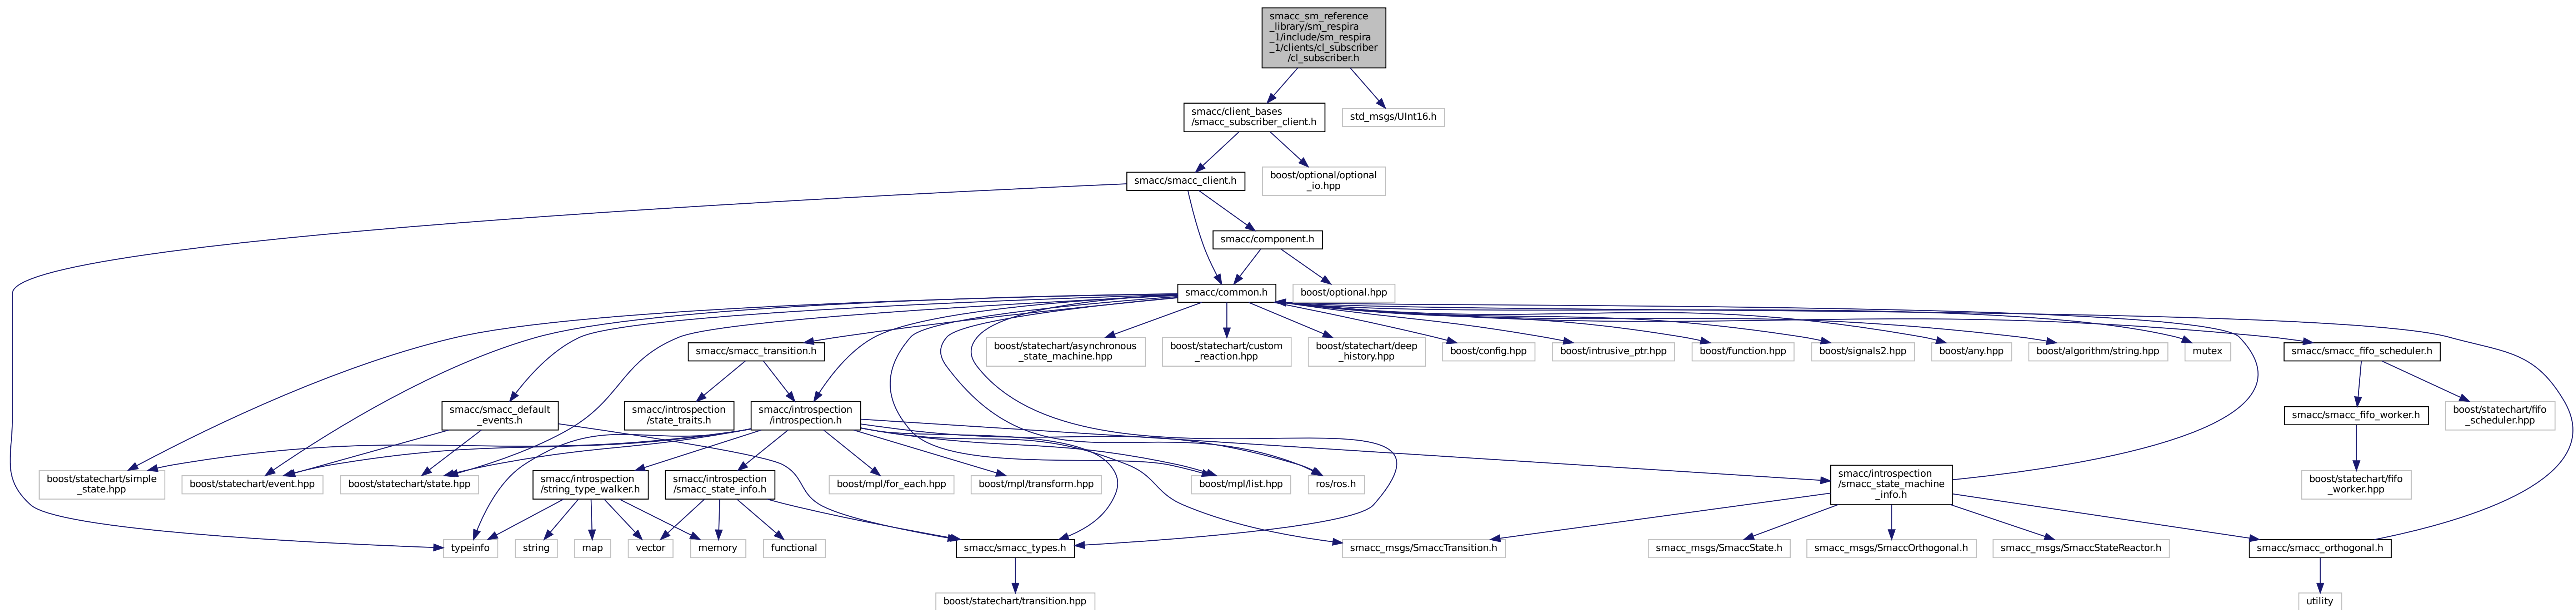 smacc_sm_reference
_library/sm_respira
_1/include/sm_respira
_1/clients/cl_subscriber
/cl_subscriber.h
smacc/client_bases
/smacc_subscriber_client.h
std_msgs/UInt16.h
smacc/smacc_client.h
boost/optional/optional
_io.hpp
smacc/component.h
smacc/common.h
boost/optional.hpp
smacc/smacc_transition.h
boost/statechart/asynchronous
_state_machine.hpp
boost/statechart/custom
_reaction.hpp
boost/statechart/deep
_history.hpp
boost/config.hpp
boost/intrusive_ptr.hpp
boost/function.hpp
boost/signals2.hpp
boost/any.hpp
boost/algorithm/string.hpp
mutex
smacc/smacc_fifo_scheduler.h
smacc/smacc_default
_events.h
smacc/introspection
/state_traits.h
smacc/introspection
/introspection.h
smacc/smacc_fifo_worker.h
boost/statechart/fifo
_scheduler.hpp
boost/statechart/simple
_state.hpp
boost/statechart/event.hpp
boost/statechart/state.hpp
smacc/introspection
/string_type_walker.h
smacc/introspection
/smacc_state_info.h
boost/mpl/for_each.hpp
boost/mpl/transform.hpp
boost/mpl/list.hpp
ros/ros.h
smacc/introspection
/smacc_state_machine
_info.h
boost/statechart/fifo
_worker.hpp
typeinfo
string
map
vector
memory
functional
smacc/smacc_types.h
smacc_msgs/SmaccTransition.h
smacc_msgs/SmaccState.h
smacc_msgs/SmaccOrthogonal.h
smacc_msgs/SmaccStateReactor.h
smacc/smacc_orthogonal.h
boost/statechart/transition.hpp
utility